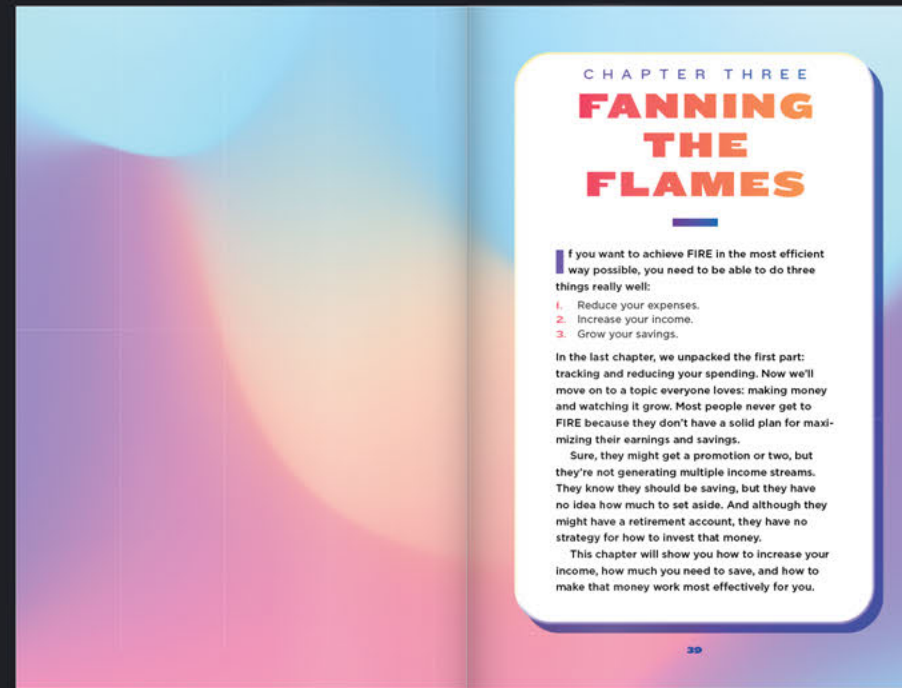 CHAPTER THREE
FANNING
THE
FLAMES
If you want to achieve FIRE in the most efficient
way possible, you need to be able to do three
things really well:
1. Reduce your expenses.
2. Increase your income.
3. Grow your savings.
In the last chapter, we unpacked the first part:
tracking and reducing your spending. Now we'll
move on to a topic everyone loves: making money
and watching it grow. Most people never get to
FIRE because they don't have a solid plan for maxi-
mizing their earnings and savings.
Sure, they might get a promotion or two, but
they're not generating multiple income streams.
They know they should be saving, but they have
no idea how much to set aside. And although they
might have a retirement account, they have no
strategy for how to invest that money.
This chapter will show you how to increase your
income, how much you need to save, and how to
make that money work most effectively for you.
39